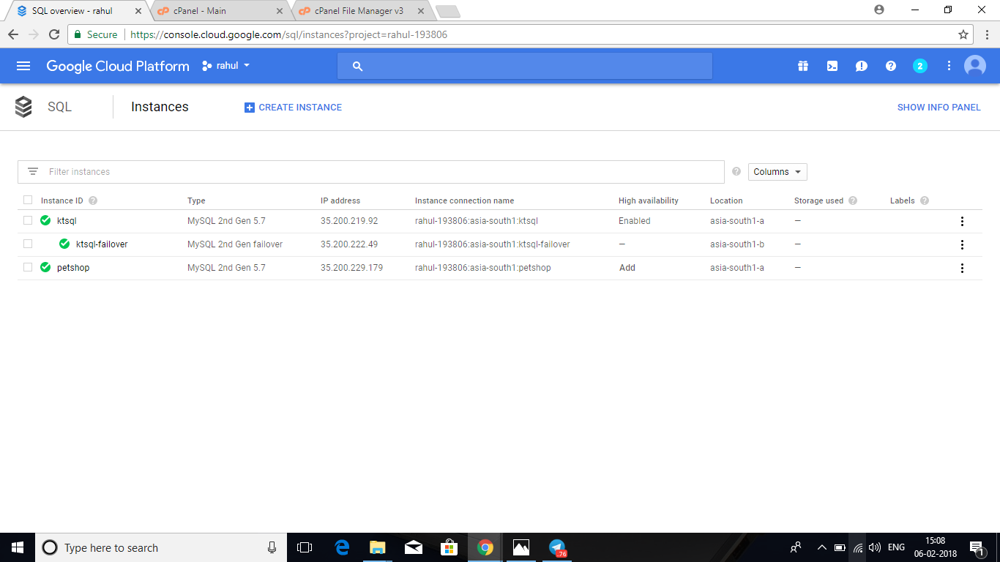 SQL overview - rahul
cPanel - Main
cPanel File Manager v3
Secure
https://console.cloud.google.com/sql/instances?project=rahul-193806
Google Cloud Platform
rahul
2
SQL
Instances
CREATE INSTANCE
SHOW INFO PANEL
Filter instances
Columns
Instance ID Type IP address Instance connection name High availability Location Storage used Labels
ktsql MySQL 2nd Gen 5.7 35.200.219.92 rahul-193806:asia-south1:ktsql Enabled asia-south1-a —
ktsql-failover MySQL 2nd Gen failover 35.200.222.49 rahul-193806:asia-south1:ktsql-failover — asia-south1-b —
petshop MySQL 2nd Gen 5.7 35.200.229.179 rahul-193806:asia-south1:petshop Add asia-south1-a —
Type here to search
.76
ENG
15:08
06-02-2018
1